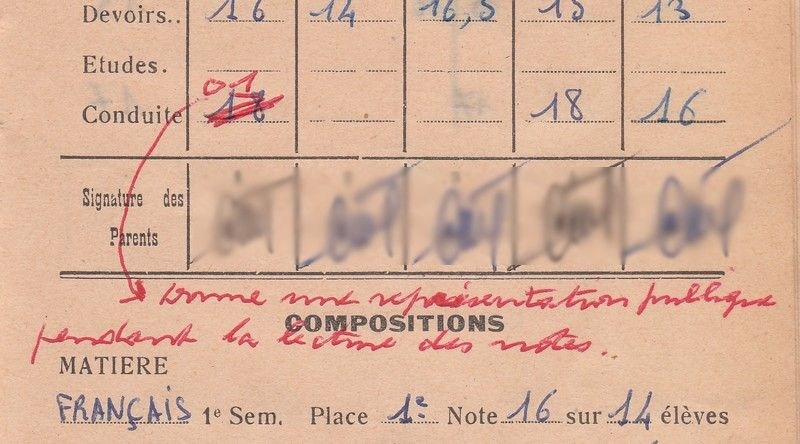 Devoirs.. 16 14 16,5 15 13
Etudes.
01
Conduite 18 18 16
Signature des
Parents
Donne une représentation publique
pendant la lecture des notes..
COMPOSITIONS
MATIERE
FRANÇAIS 1e Sem. Place 1e Note 16 sur 14 élèves